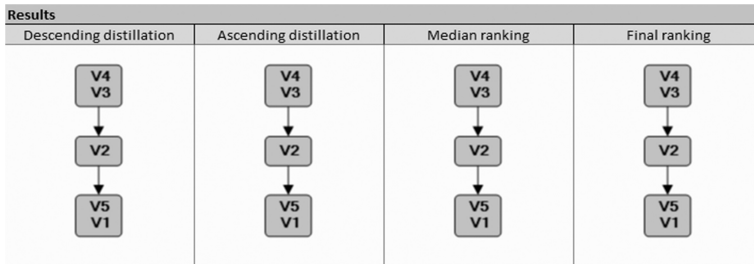 Results
Descending distillation
Ascending distillation
Median ranking
Final ranking
V4
V3
V2
V5
V1
V4
V3
V2
V5
V1
V4
V3
V2
V5
V1
V4
V3
V2
V5
V1